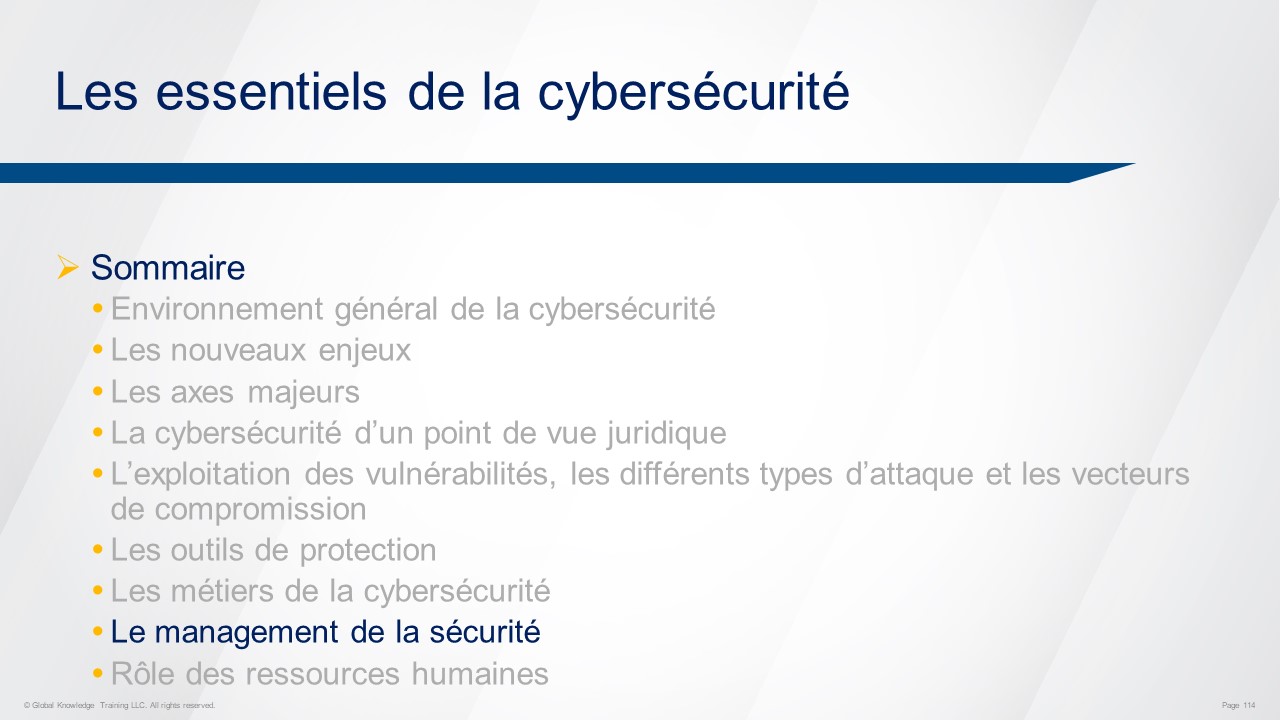 Les essentiels de la cybersécurité
Sommaire
Environnement général de la cybersécurité
Les nouveaux enjeux
Les axes majeurs
La cybersécurité d’un point de vue juridique
L’exploitation des vulnérabilités, les différents types d’attaque et les vecteurs
de compromission
Les outils de protection
Les métiers de la cybersécurité
Le management de la sécurité
Rôle des ressources humaines
© Global Knowledge Training LLC. All rights reserved.
Page 114